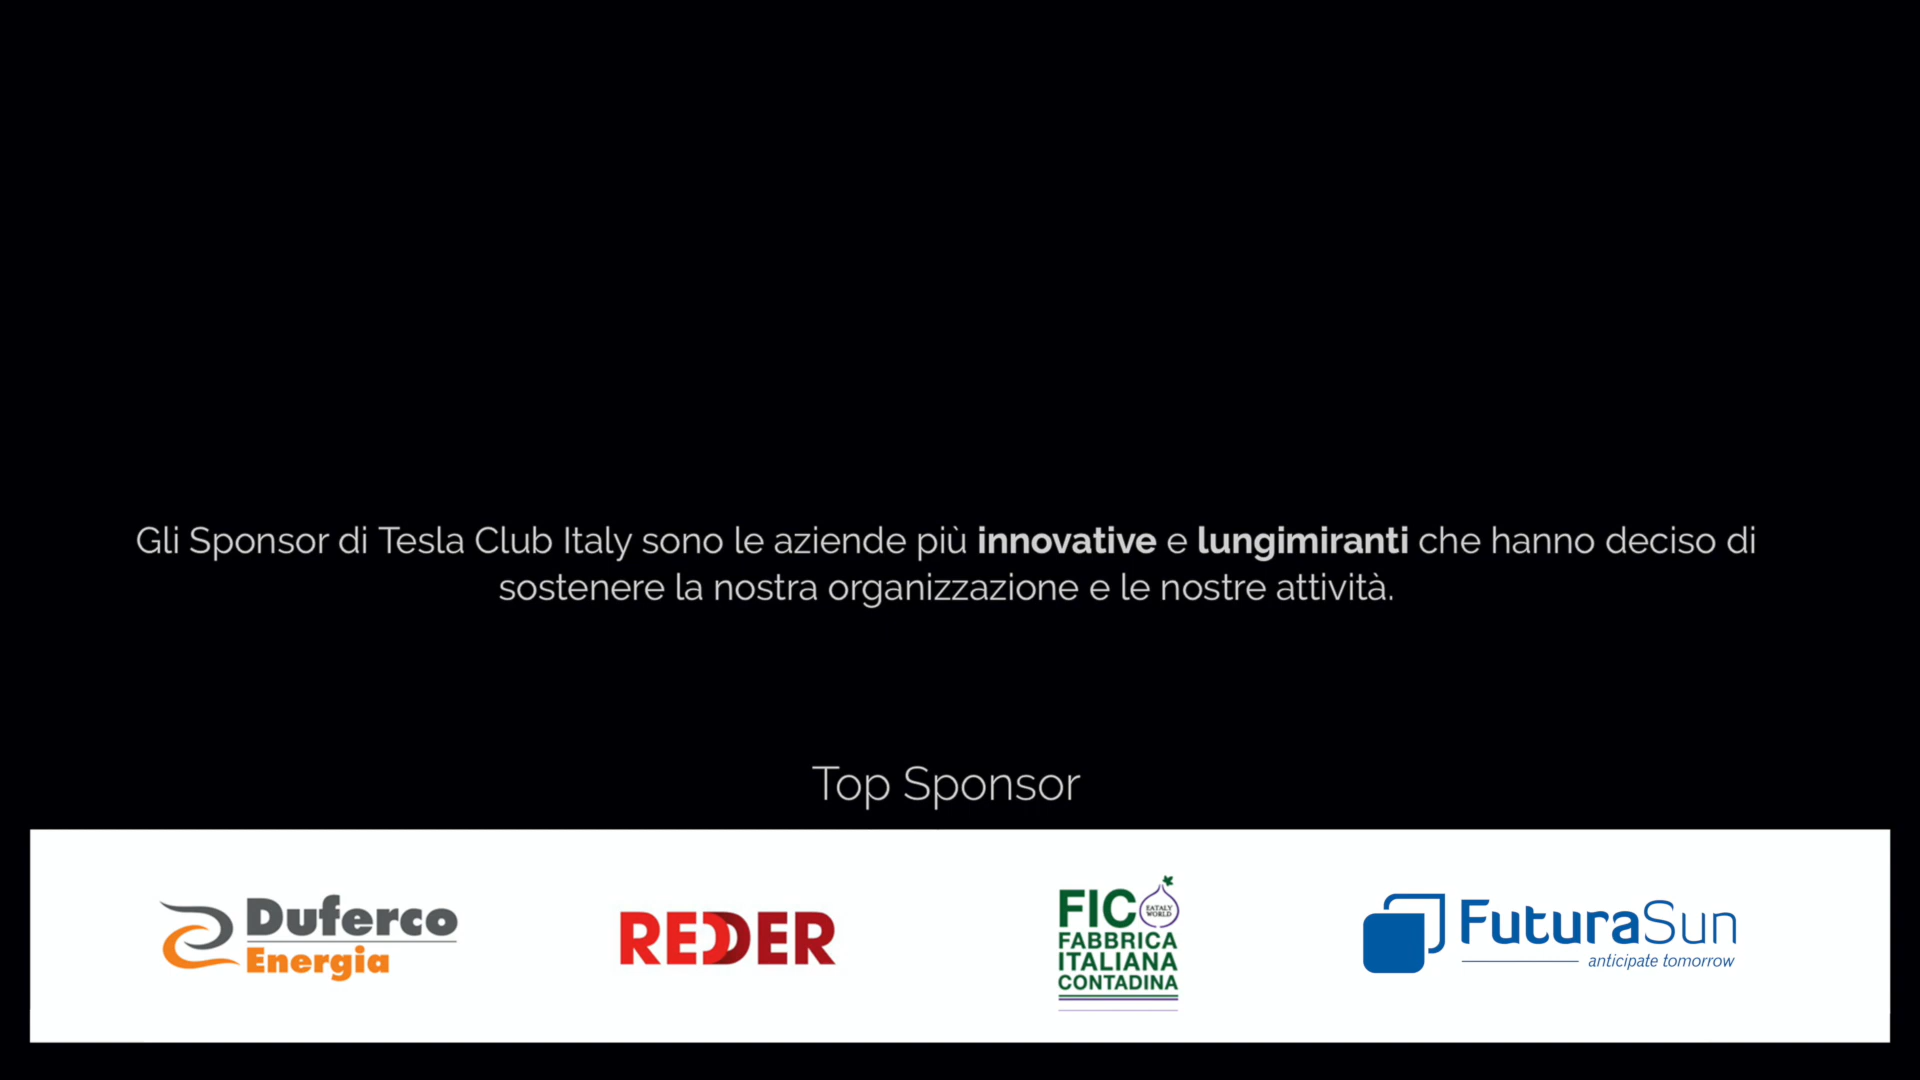 Gli Sponsor di Tesla Club Italy sono le aziende più innovative e lungimiranti che hanno deciso di
sostenere la nostra organizzazione e le nostre attività.
Top Sponsor
Duferco
Energia
REDER
FICO
EATALY
WORLD
FABBRICA
ITALIANA
CONTADINA
FuturaSun
anticipate tomorrow